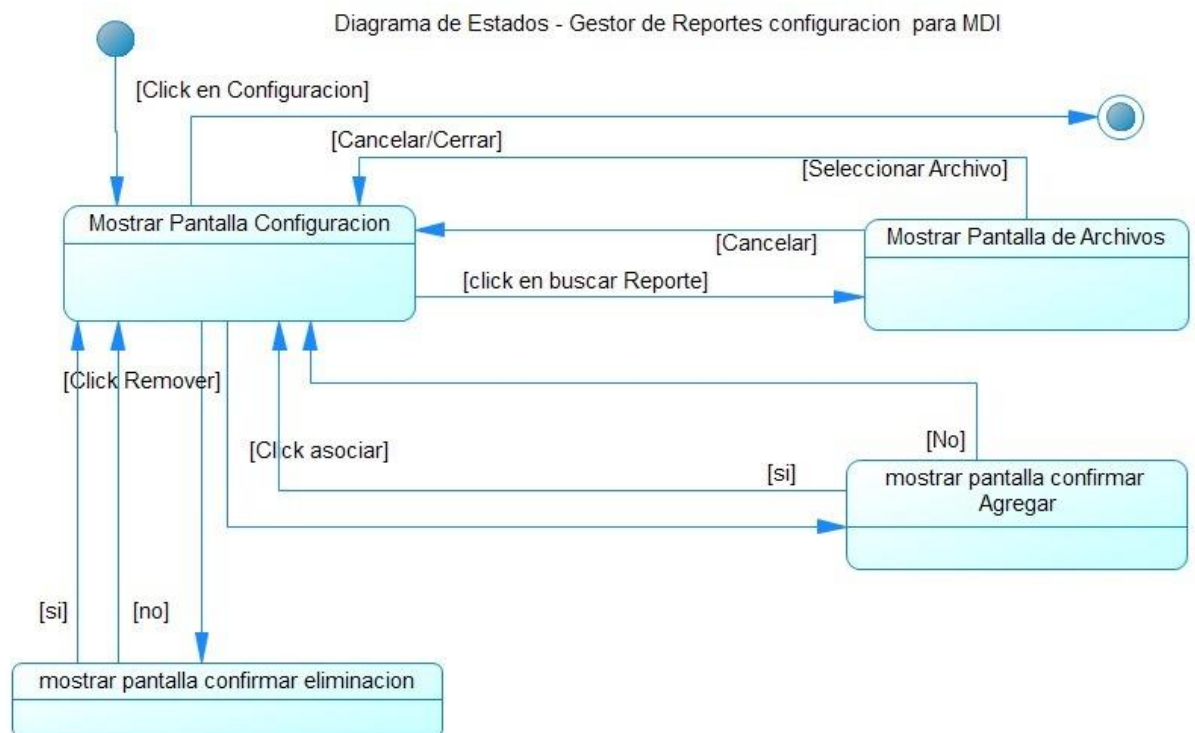 Diagrama de Estados - Gestor de Reportes configuracion para MDI
[Click en Configuracion]
[Cancelar/Cerrar]
[Seleccionar Archivo]
Mostrar Pantalla Configuracion
Mostrar Pantalla de Archivos
[Cancelar]
[click en buscar Reporte]
[Click Remover]
[No]
[Click asociar]
[si]
mostrar pantalla confirmar
Agregar
[si]
[no]
mostrar pantalla confirmar eliminacion